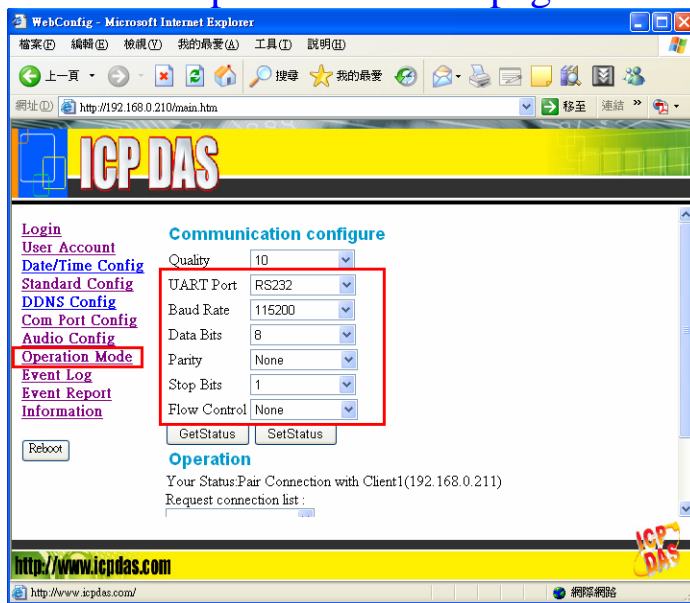 WebConfig - Microsoft Internet Explorer
檔案(F) 編輯(E) 檢視(V) 我的最愛(A) 工具(T) 說明(H)
上一頁 搜尋 我的最愛
網址(D) http://192.168.0.210/main.htm 移至 連結 »
ICP DAS
Login
User Account
Date/Time Config
Standard Config
DDNS Config
Com Port Config
Audio Config
Operation Mode
Event Log
Event Report
Information
Reboot
Communication configure
Quality 10
UART Port RS232
Baud Rate 115200
Data Bits 8
Parity None
Stop Bits 1
Flow Control None
GetStatus SetStatus
Operation
Your Status:Pair Connection with Client1(192.168.0.211)
Request connection list :
ICP DAS
http://www.icpdas.com
http://www.icpdas.com/ 網際網路